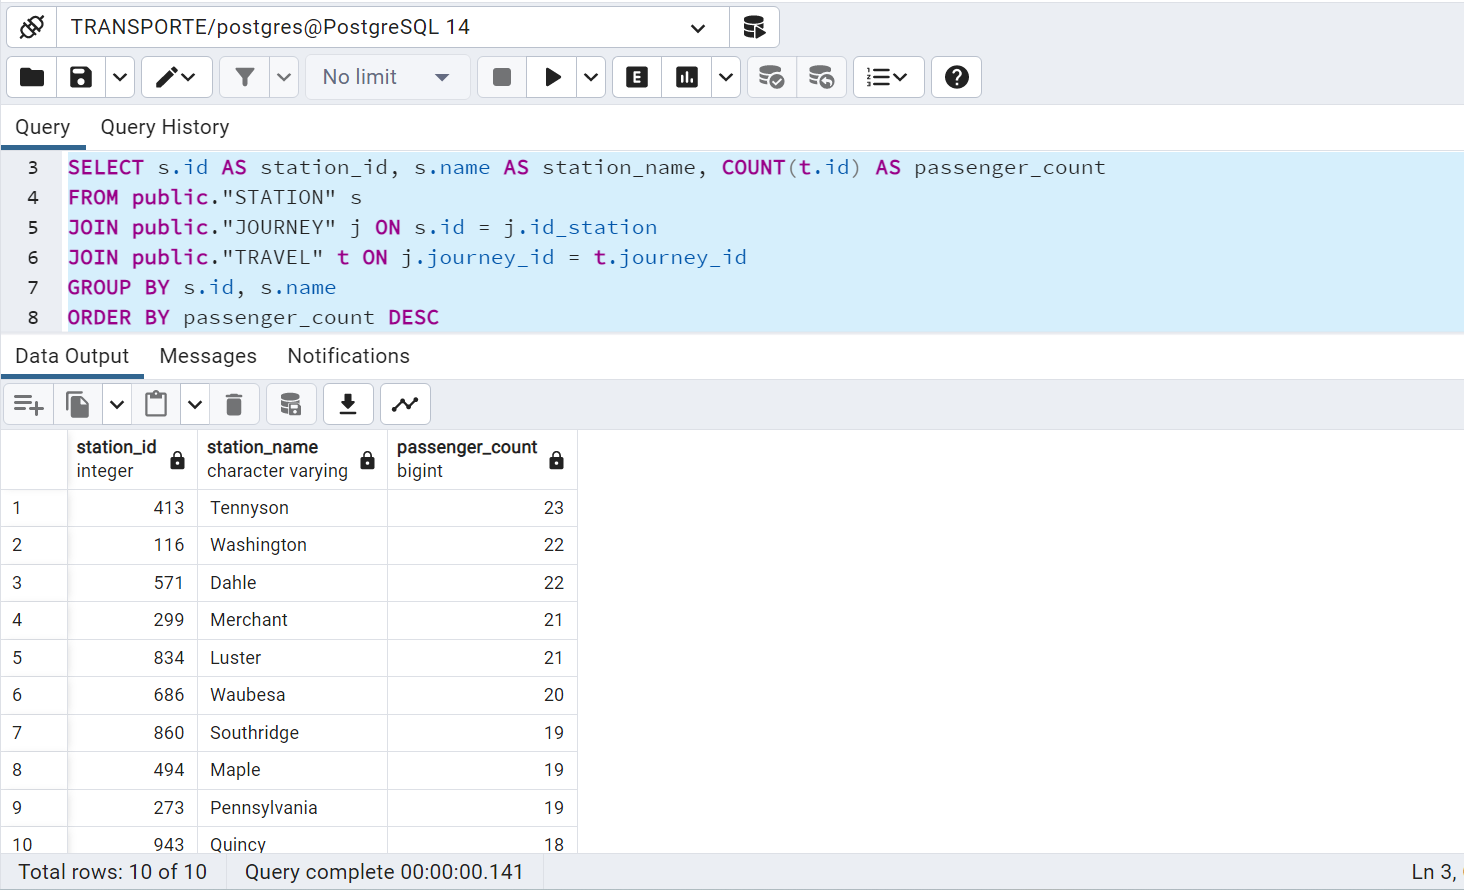 TRANSPORTE/postgres@PostgreSQL 14
No limit
E
Query Query History
3 SELECT s.id AS station_id, s.name AS station_name, COUNT(t.id) AS passenger_count
4 FROM public."STATION" s
5 JOIN public."JOURNEY" j ON s.id = j.id_station
6 JOIN public."TRAVEL" t ON j.journey_id = t.journey_id
7 GROUP BY s.id, s.name
8 ORDER BY passenger_count DESC
Data Output Messages Notifications
station_id station_name passenger_count
integer character varying bigint
1 413 Tennyson 23
2 116 Washington 22
3 571 Dahle 22
4 299 Merchant 21
5 834 Luster 21
6 686 Waubesa 20
7 860 Southridge 19
8 494 Maple 19
9 273 Pennsylvania 19
10 943 Quincy 18
Total rows: 10 of 10 Query complete 00:00:00.141 Ln 3,